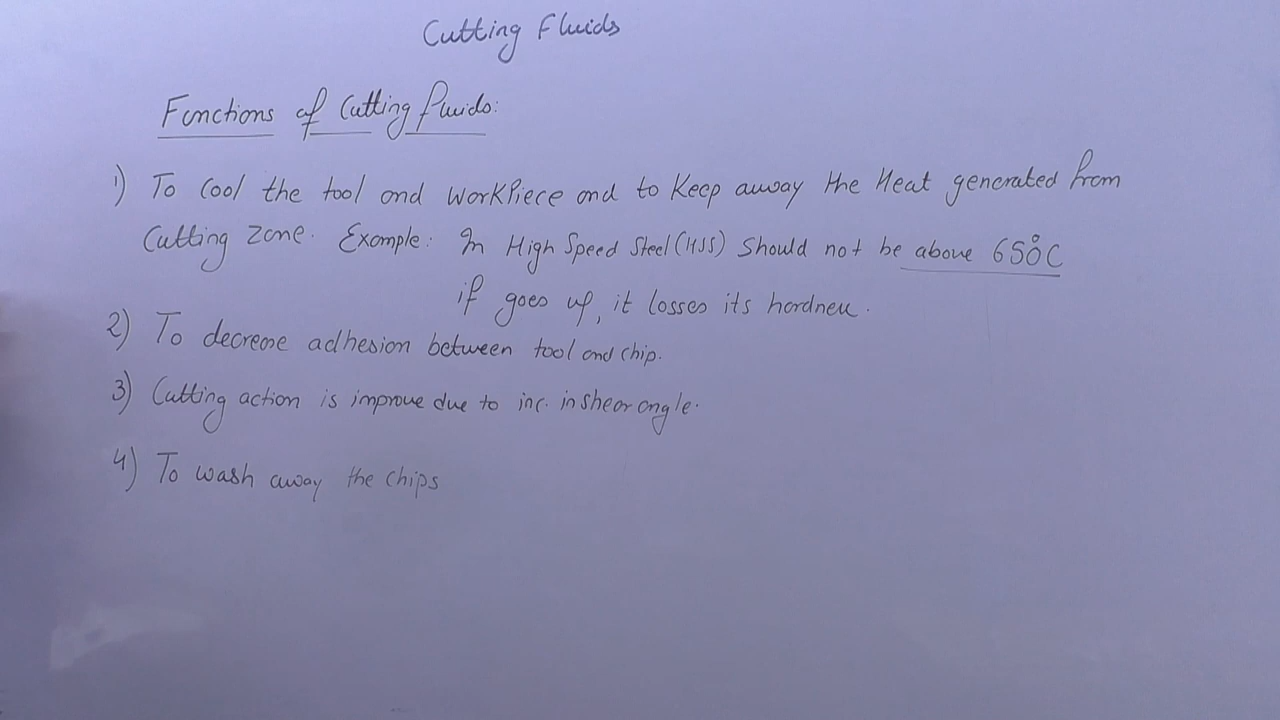 Cutting Fluids
Functions of Cutting fluids:
1) To Cool the tool and WorkPiece and to Keep away the Heat generated from
Cutting Zone. Example: In High Speed Steel (HSS) Should not be above 650°C
if goes up, it losses its hardness.
2) To decrease adhesion between tool and chip.
3) Cutting action is improve due to inc. in shear angle.
4) To wash away the chips